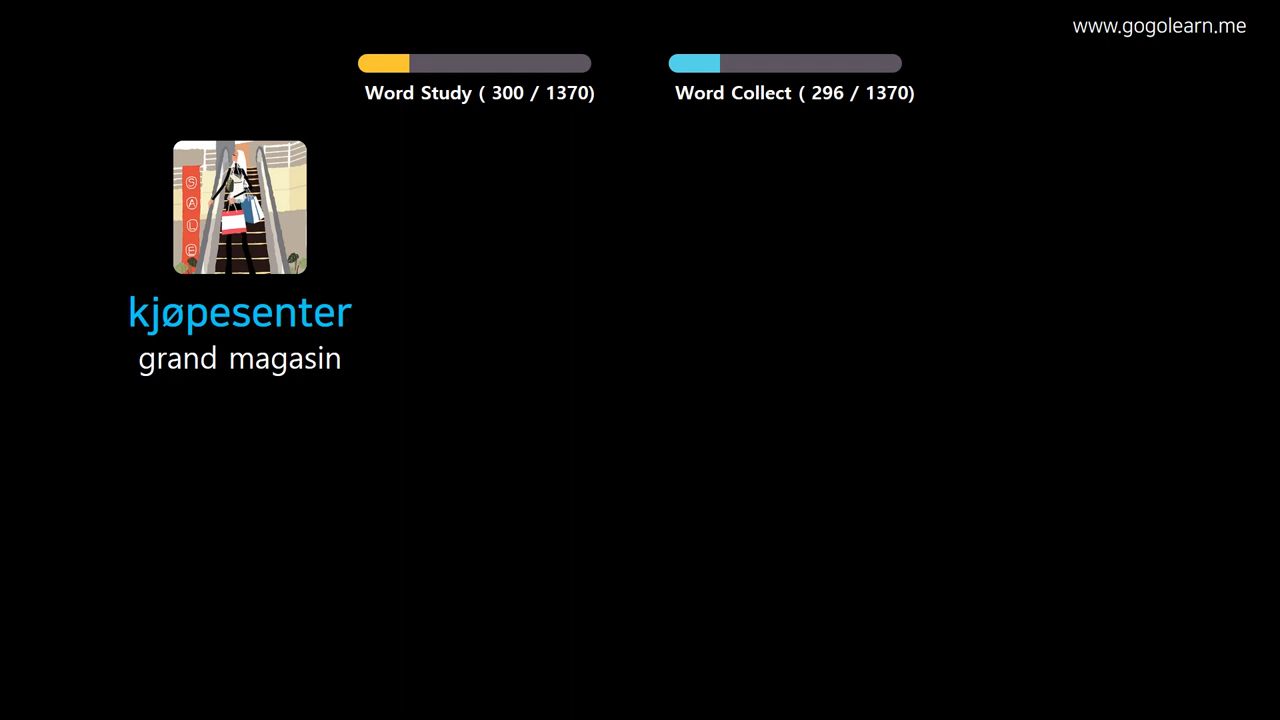 www.gogolearn.me
Word Study ( 300 / 1370)
Word Collect ( 296 / 1370)
SALE
kjøpesenter
grand magasin